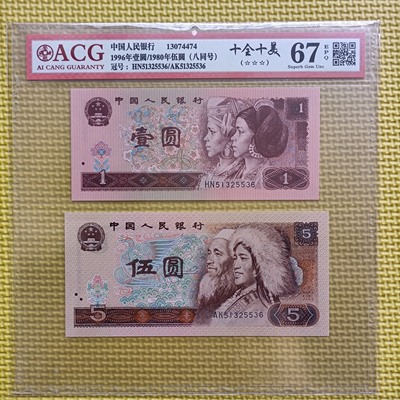 ACG
AI CANG GUARANTY
中国人民银行 13074474
1996年壹圆/1980年伍圆（八同号）
冠号：HN51325536/AK51325536
十全十美
(☆☆☆)
67 EPQ
Superb Gem Unc
中国人民银行
1
壹圆
1
HN51325536
1
中国人民银行
5
伍圆
AK51325536
5
5